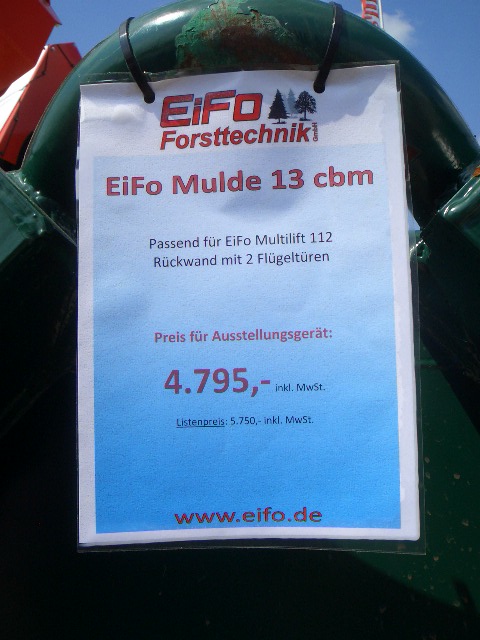 EiFo
Forsttechnik GmbH
EiFo Mulde 13 cbm
Passend für EiFo Multilift 112
Rückwand mit 2 Flügeltüren
Preis für Ausstellungsgerät:
4.795,- inkl. MwSt.
Listenpreis: 5.750,- inkl. MwSt.
www.eifo.de